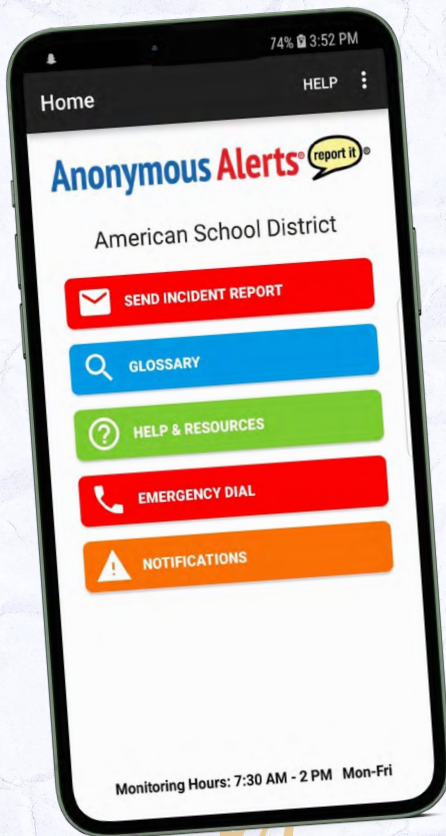 74% 3:52 PM
Home HELP
Anonymous Alerts® report it®
American School District
SEND INCIDENT REPORT
GLOSSARY
HELP & RESOURCES
EMERGENCY DIAL
NOTIFICATIONS
Monitoring Hours: 7:30 AM - 2 PM Mon-Fri